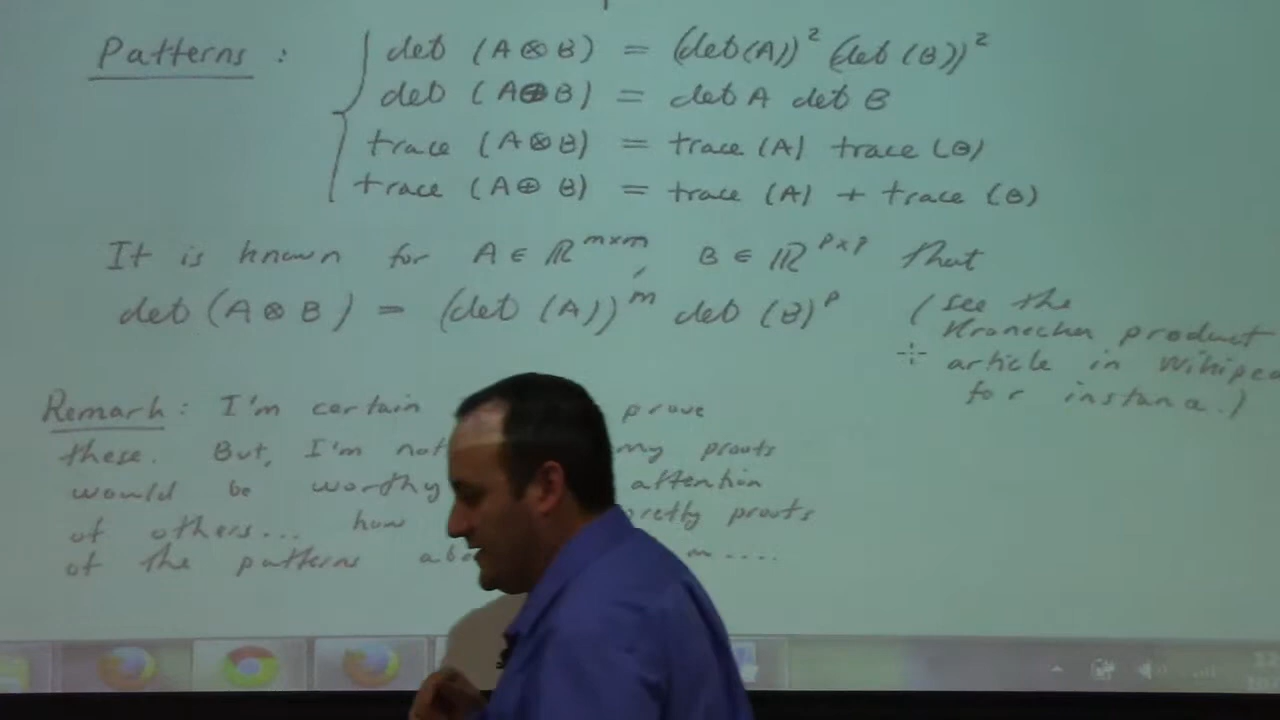 Patterns : det (A ⊗ B) = (det(A))² (det (B))²
det (A⊕B) = det A det B
trace (A⊗B) = trace (A) trace (B)
trace (A⊕ B) = trace (A) + trace (B)
It is known for A ∈ ℝᵐˣᵐ, B ∈ ℝᵖˣᵖ that
det (A ⊗ B) = (det (A))ᵐ det (B)ᵖ
(see the
Kronecker product
article in
for instance.)
Remark: I'm certain prove
these. But, I'm not my proofs
would be worthy attention
of others... how pretty proofs
of the patterns